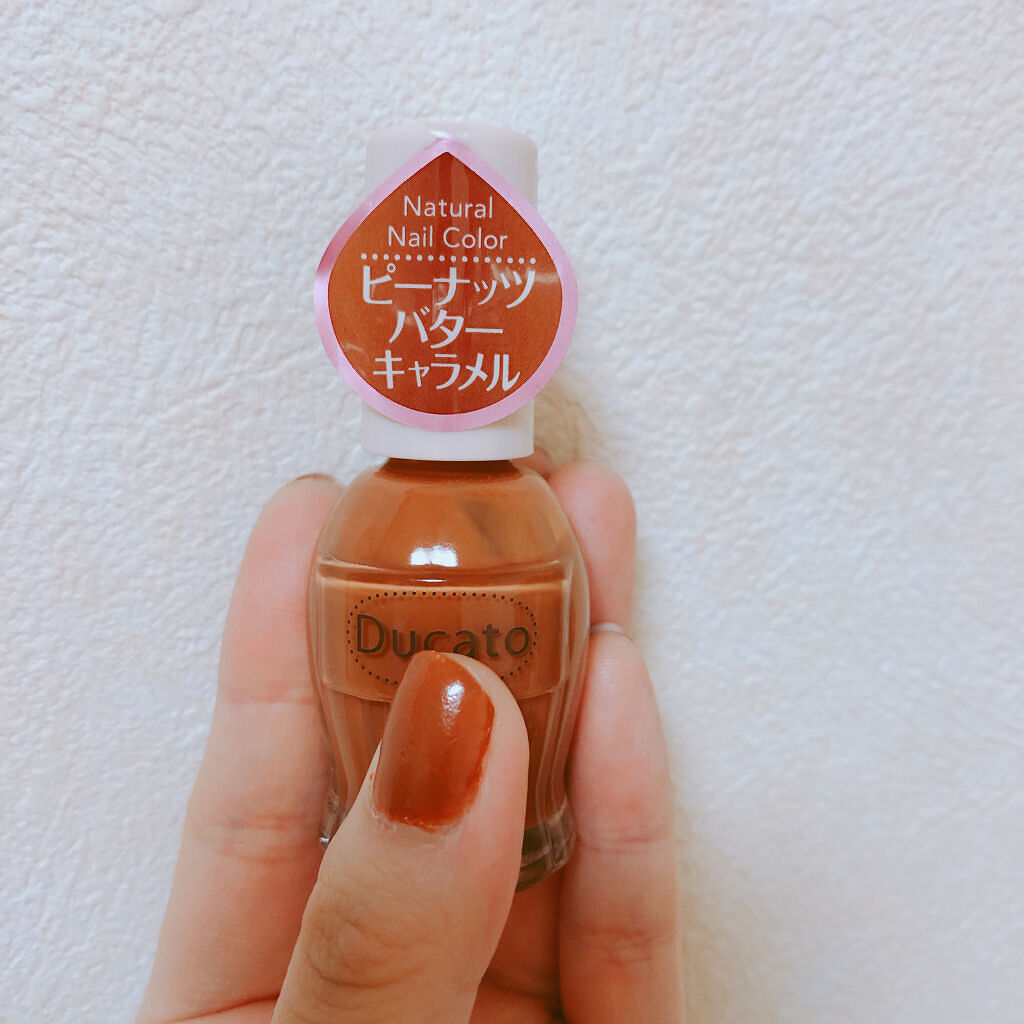 Natural
Nail Color
ピーナッツ
バター
キャラメル
Ducato